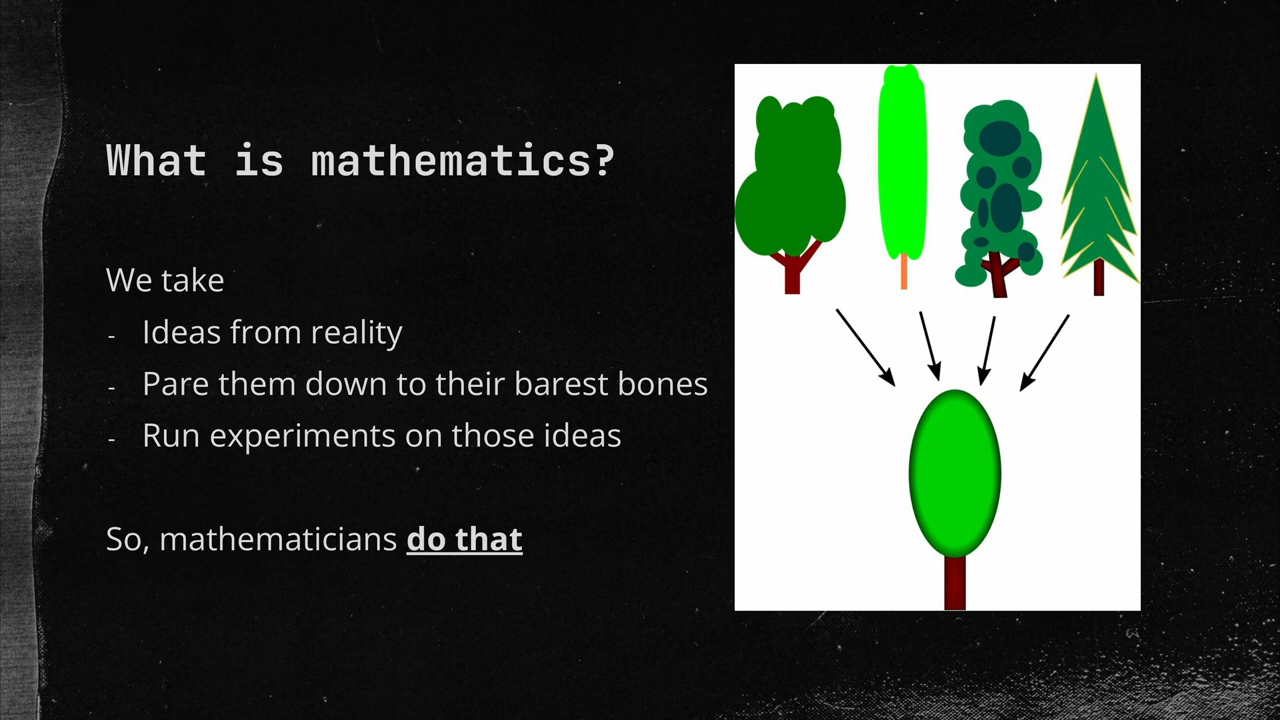 What is mathematics?
We take
- Ideas from reality
- Pare them down to their barest bones
- Run experiments on those ideas
So, mathematicians do that